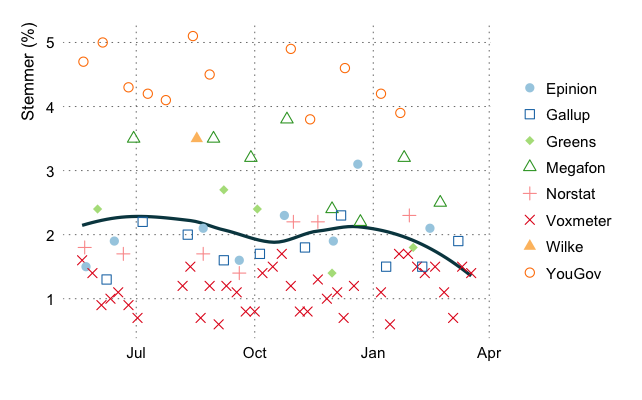 Stemmer (%)
5
4
3
2
1
Jul
Oct
Jan
Apr
Epinion
Gallup
Greens
Megafon
Norstat
Voxmeter
Wilke
YouGov